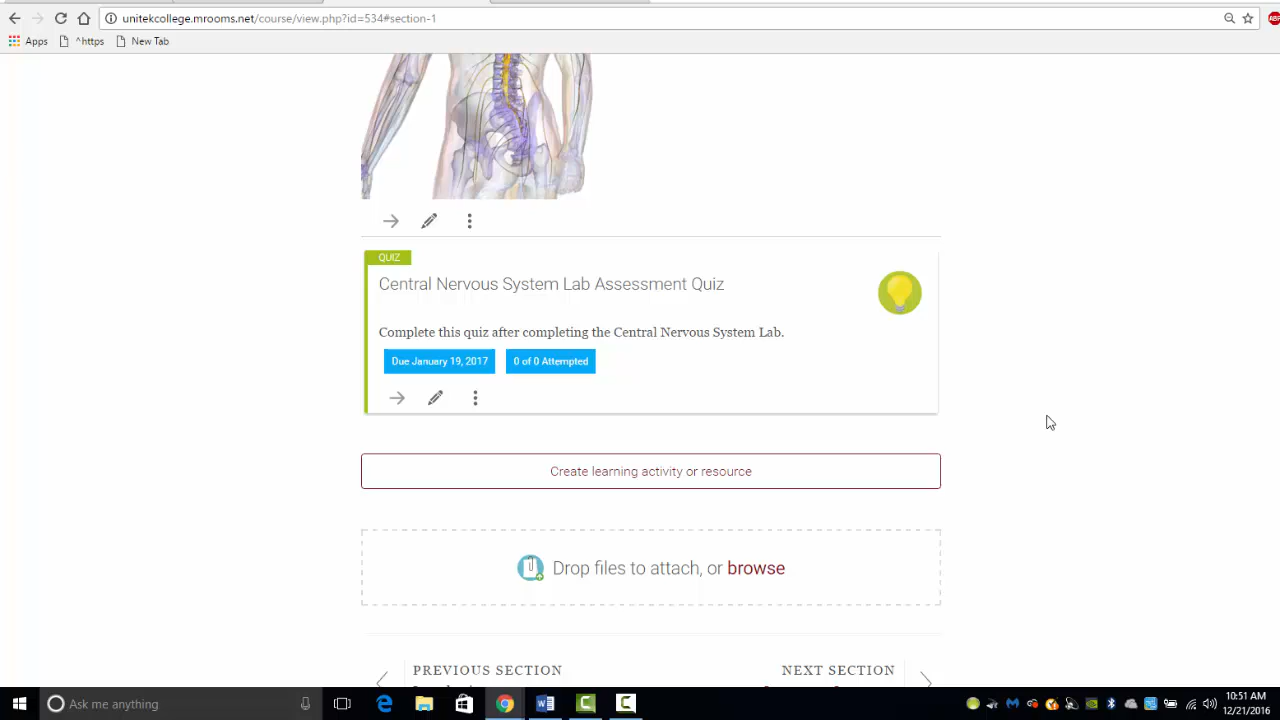 unitekcollege.mrooms.net/course/view.php?id=534#section-1
Apps ^https New Tab
ABP
QUIZ
Central Nervous System Lab Assessment Quiz
Complete this quiz after completing the Central Nervous System Lab.
Due January 19, 2017 0 of 0 Attempted
Create learning activity or resource
Drop files to attach, or browse
PREVIOUS SECTION NEXT SECTION
Ask me anything
10:51 AM
12/21/2016